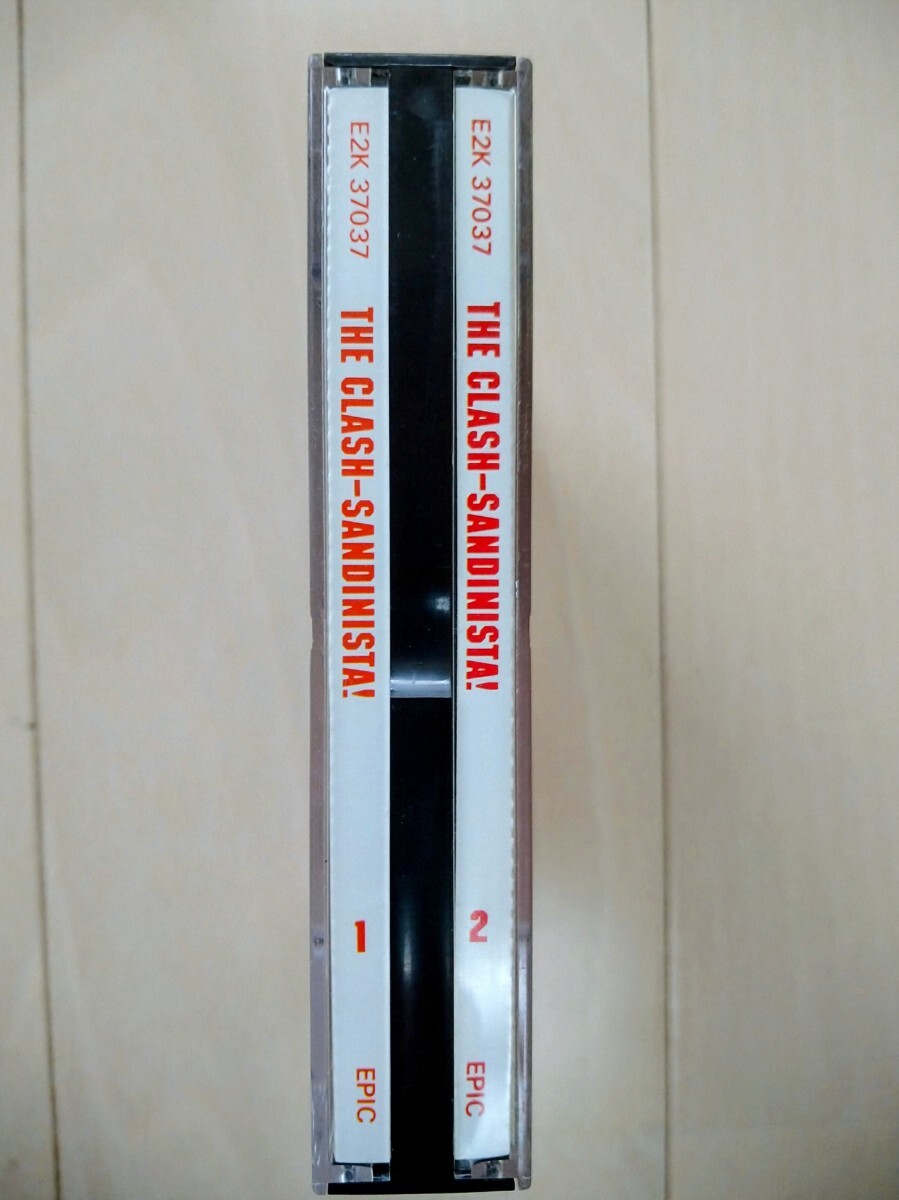 E2K 37037 THE CLASH–SANDINISTA! 1 EPIC
E2K 37037 THE CLASH–SANDINISTA! 2 EPIC